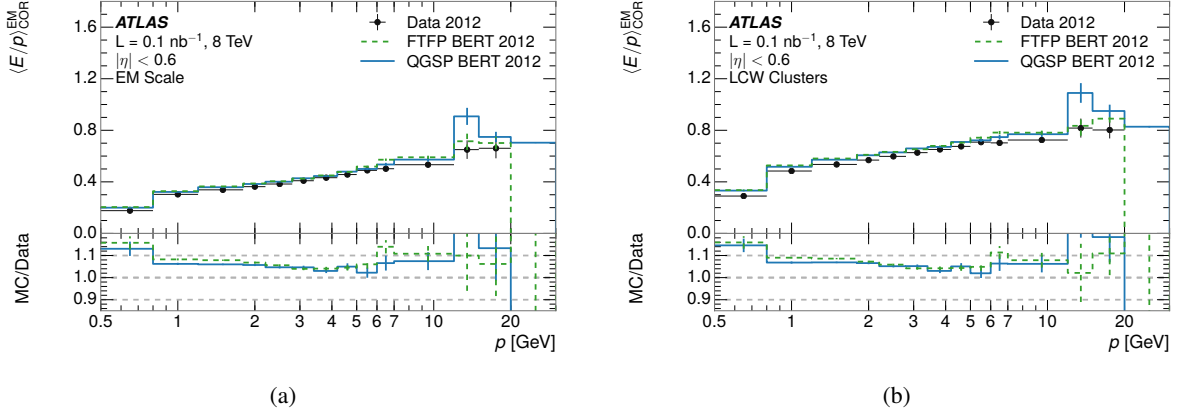 ⟨E/p⟩EM COR
1.6
1.2
0.8
0.4
0.0
ATLAS
L = 0.1 nb⁻¹, 8 TeV
|η| < 0.6
EM Scale
Data 2012
FTFP BERT 2012
QGSP BERT 2012
MC/Data
1.1
1.0
0.9
0.5 1 2 3 4 5 6 7 10 20
p [GeV]
(a)
⟨E/p⟩EM COR
1.6
1.2
0.8
0.4
0.0
ATLAS
L = 0.1 nb⁻¹, 8 TeV
|η| < 0.6
LCW Clusters
Data 2012
FTFP BERT 2012
QGSP BERT 2012
MC/Data
1.1
1.0
0.9
0.5 1 2 3 4 5 6 7 10 20
p [GeV]
(b)